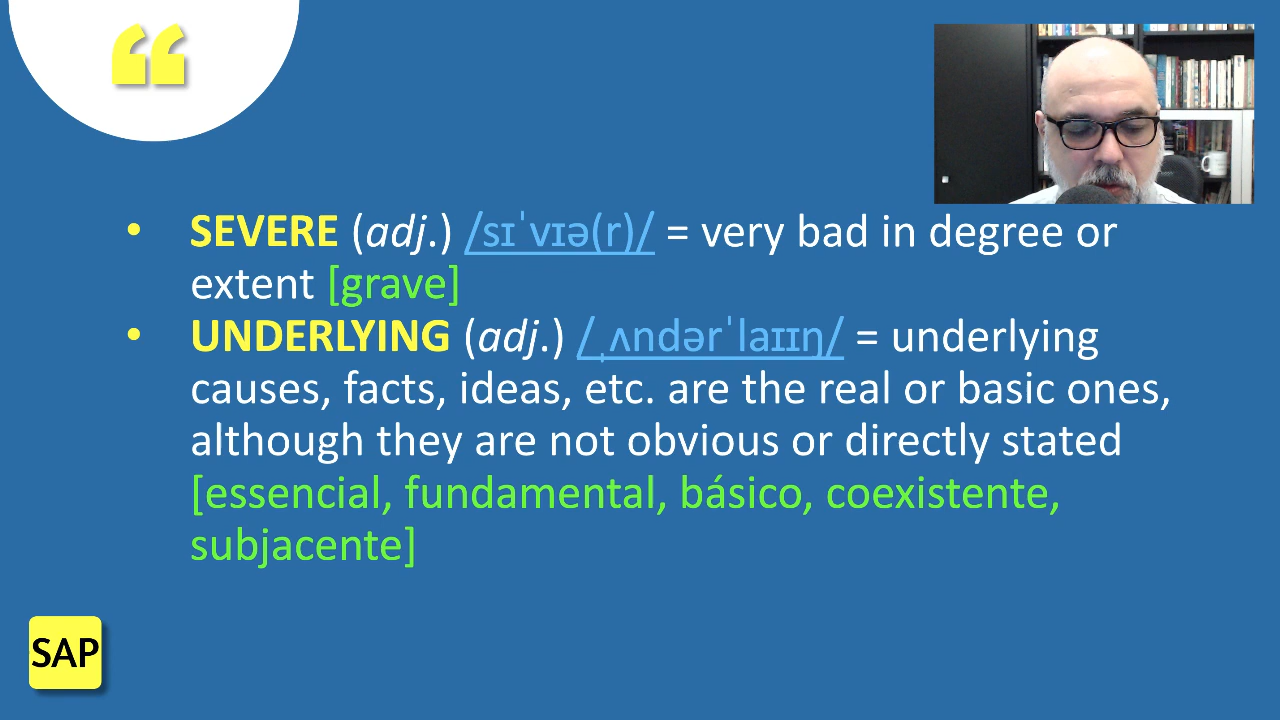 “
• SEVERE (adj.) /sɪˈvɪə(r)/ = very bad in degree or
extent [grave]
• UNDERLYING (adj.) /ˌʌndərˈlaɪɪŋ/ = underlying
causes, facts, ideas, etc. are the real or basic ones,
although they are not obvious or directly stated
[essencial, fundamental, básico, coexistente,
subjacente]
SAP